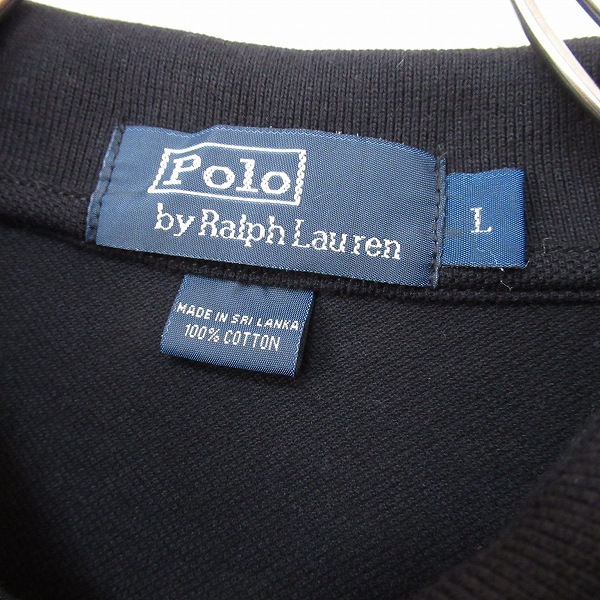 Polo
by Ralph Lauren
L
MADE IN SRI LANKA
100% COTTON